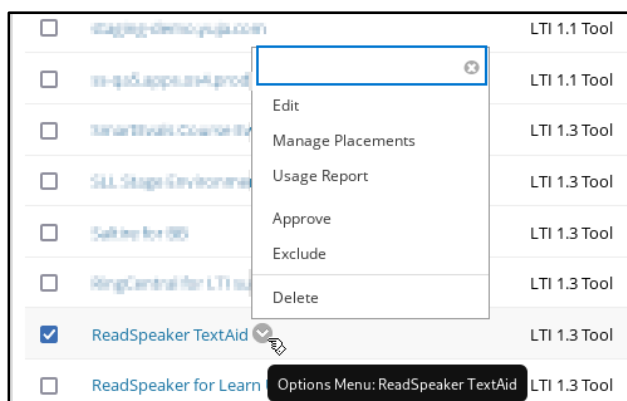 LTI 1.1 Tool
LTI 1.1 Tool
Edit
LTI 1.3 Tool
Manage Placements
Usage Report
LTI 1.3 Tool
Approve
LTI 1.3 Tool
Exclude
LTI 1.3 Tool
Delete
ReadSpeaker TextAid LTI 1.3 Tool
ReadSpeaker for Learn Options Menu: ReadSpeaker TextAid LTI 1.3 Tool